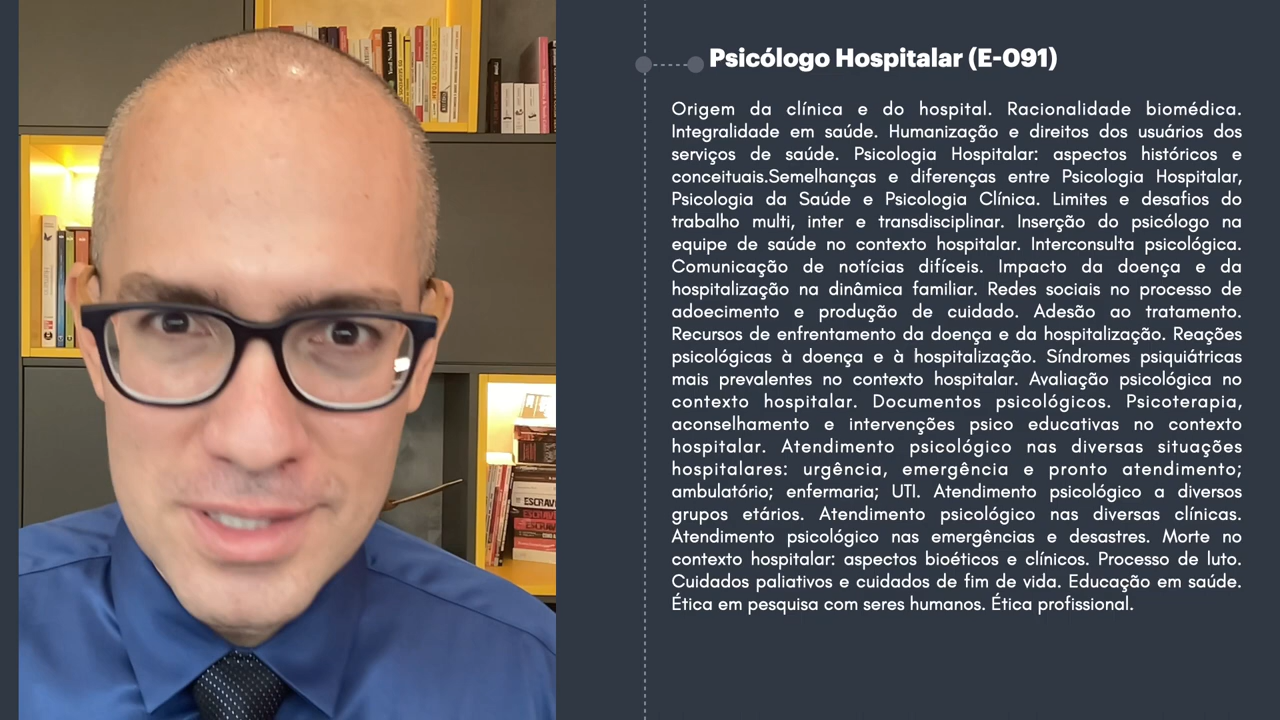 Psicólogo Hospitalar (E-091)
Origem da clínica e do hospital. Racionalidade biomédica.
Integralidade em saúde. Humanização e direitos dos usuários dos
serviços de saúde. Psicologia Hospitalar: aspectos históricos e
conceituais.Semelhanças e diferenças entre Psicologia Hospitalar,
Psicologia da Saúde e Psicologia Clínica. Limites e desafios do
trabalho multi, inter e transdisciplinar. Inserção do psicólogo na
equipe de saúde no contexto hospitalar. Interconsulta psicológica.
Comunicação de notícias difíceis. Impacto da doença e da
hospitalização na dinâmica familiar. Redes sociais no processo de
adoecimento e produção de cuidado. Adesão ao tratamento.
Recursos de enfrentamento da doença e da hospitalização. Reações
psicológicas à doença e à hospitalização. Síndromes psiquiátricas
mais prevalentes no contexto hospitalar. Avaliação psicológica no
contexto hospitalar. Documentos psicológicos. Psicoterapia,
aconselhamento e intervenções psico educativas no contexto
hospitalar. Atendimento psicológico nas diversas situações
hospitalares: urgência, emergência e pronto atendimento;
ambulatório; enfermaria; UTI. Atendimento psicológico a diversos
grupos etários. Atendimento psicológico nas diversas clínicas.
Atendimento psicológico nas emergências e desastres. Morte no
contexto hospitalar: aspectos bioéticos e clínicos. Processo de luto.
Cuidados paliativos e cuidados de fim de vida. Educação em saúde.
Ética em pesquisa com seres humanos. Ética profissional.